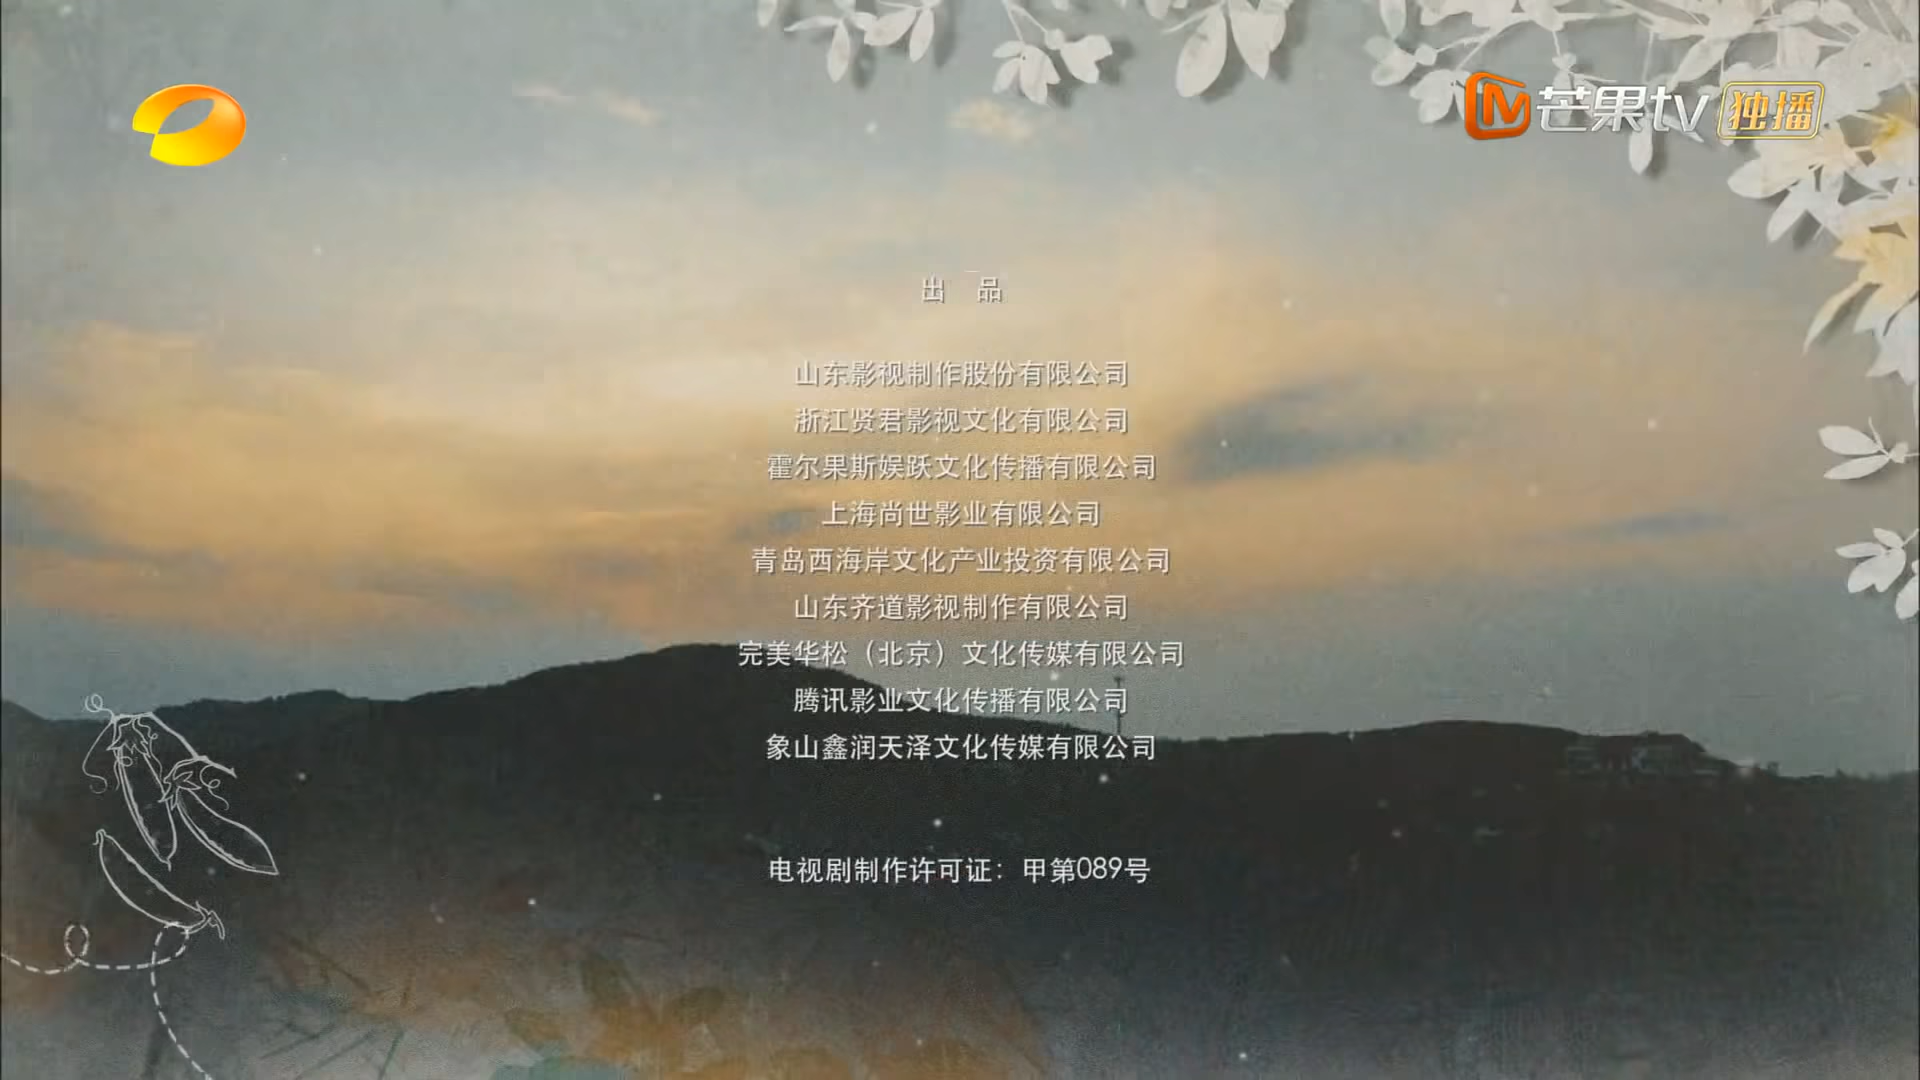 芒果tv 独播
出 品
山东影视制作股份有限公司
浙江贤君影视文化有限公司
霍尔果斯娱跃文化传播有限公司
上海尚世影业有限公司
青岛西海岸文化产业投资有限公司
山东齐道影视制作有限公司
完美华松（北京）文化传媒有限公司
腾讯影业文化传播有限公司
象山鑫润天泽文化传媒有限公司
电视剧制作许可证：甲第089号